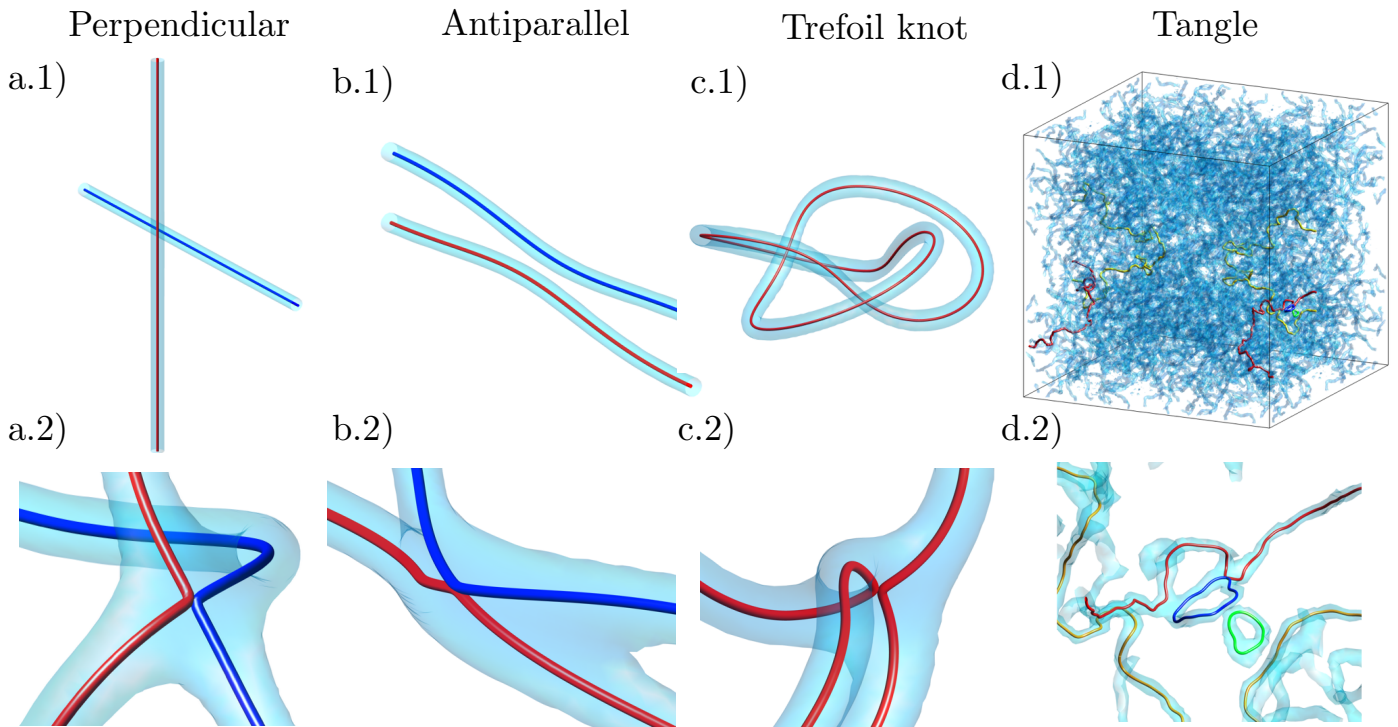 Perpendicular
Antiparallel
Trefoil knot
Tangle
a.1)
b.1)
c.1)
d.1)
a.2)
b.2)
c.2)
d.2)